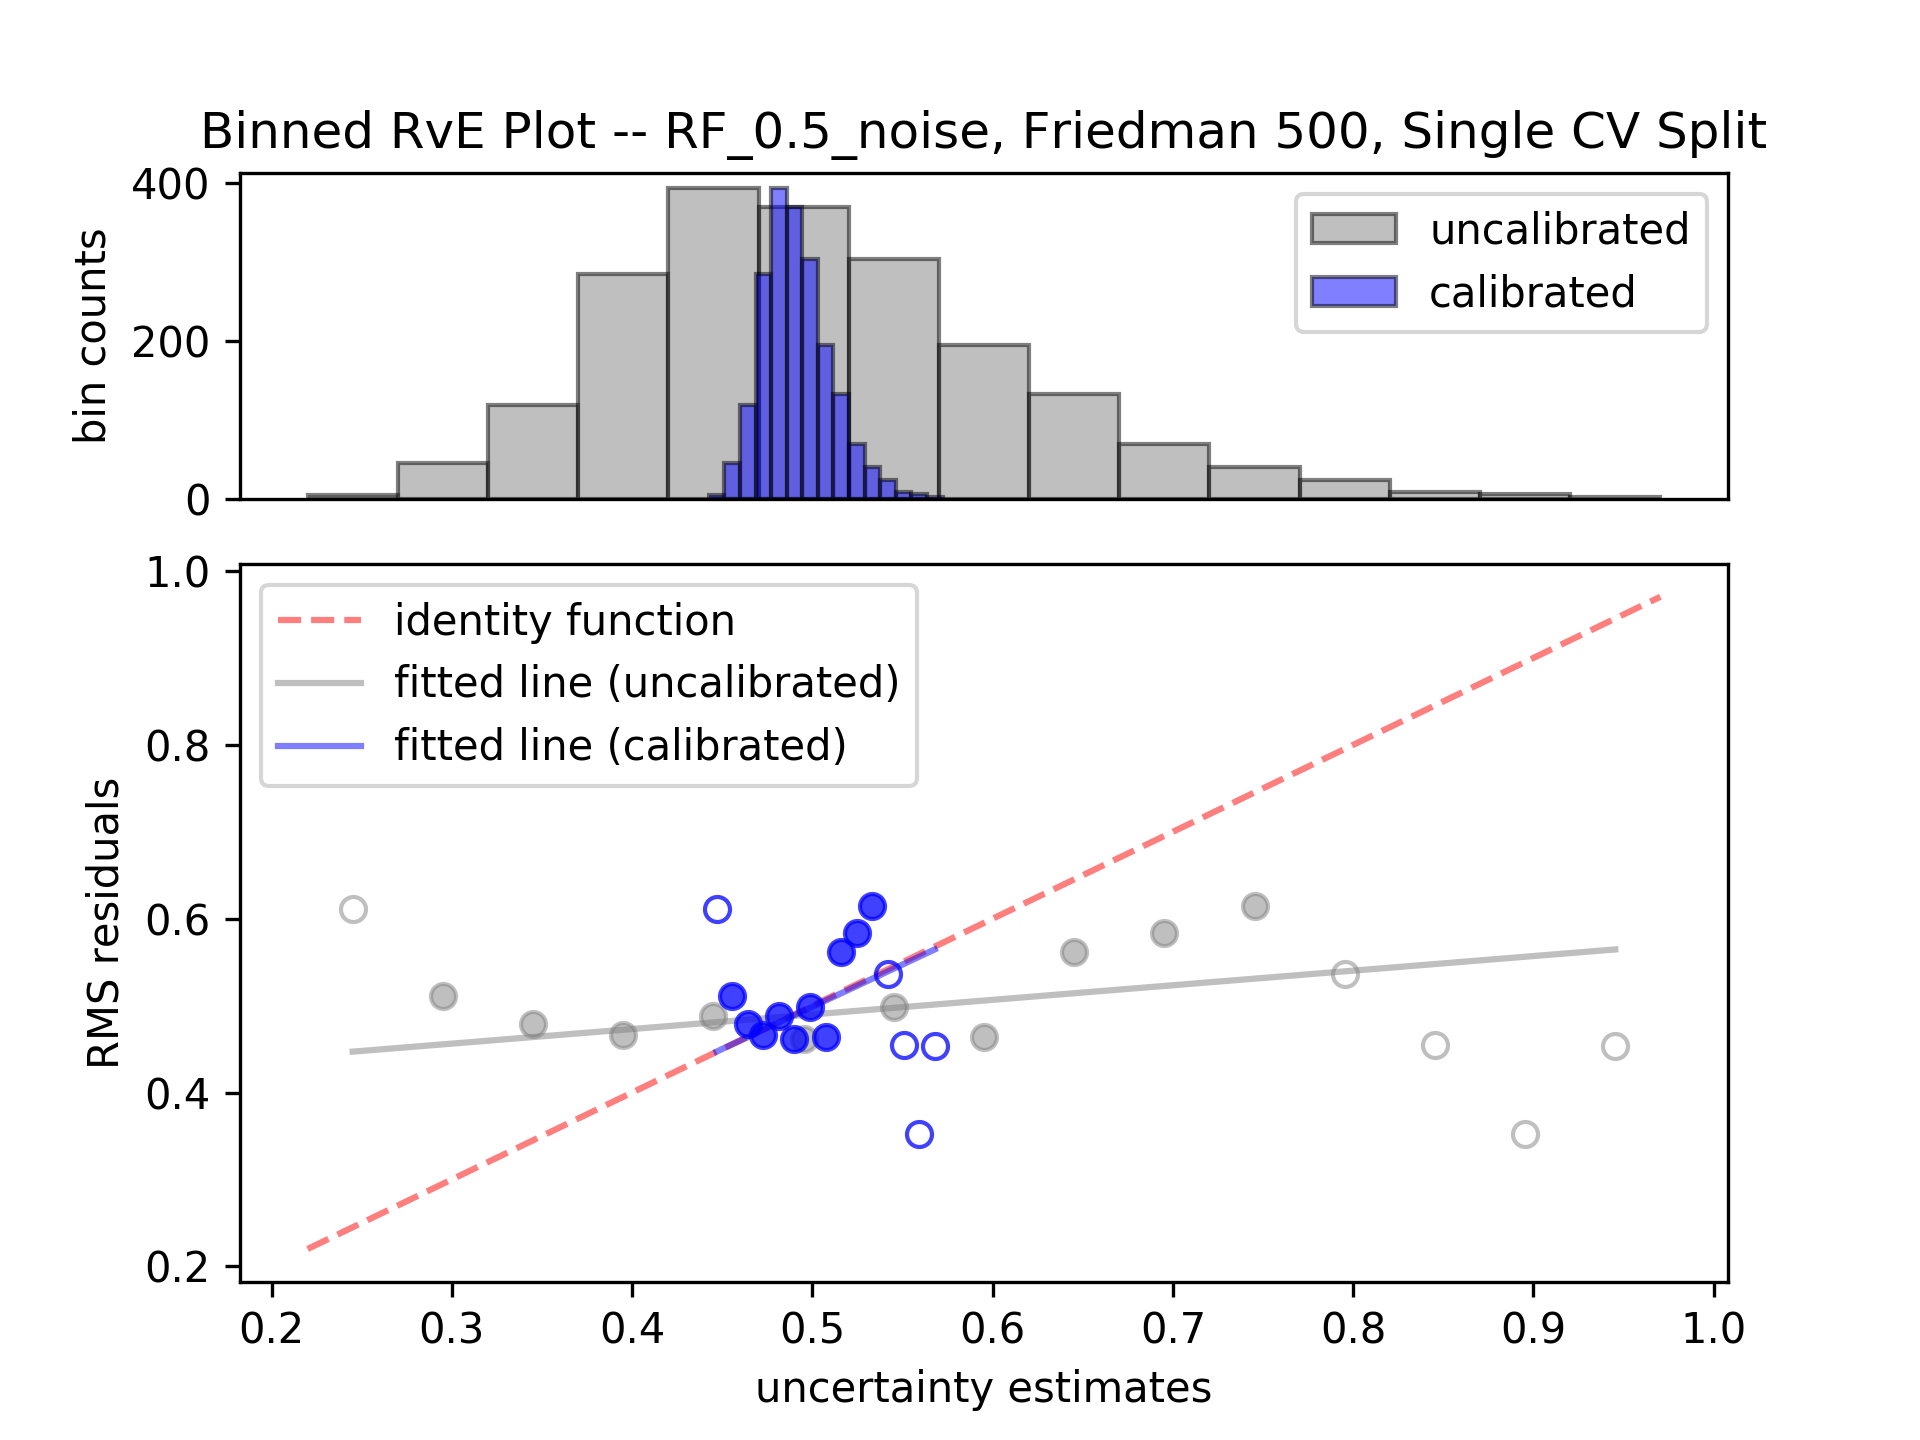 Binned RvE Plot -- RF_0.5_noise, Friedman 500, Single CV Split
400
200
0
bin counts
uncalibrated
calibrated
1.0
0.8
0.6
0.4
0.2
RMS residuals
identity function
fitted line (uncalibrated)
fitted line (calibrated)
0.2 0.3 0.4 0.5 0.6 0.7 0.8 0.9 1.0
uncertainty estimates